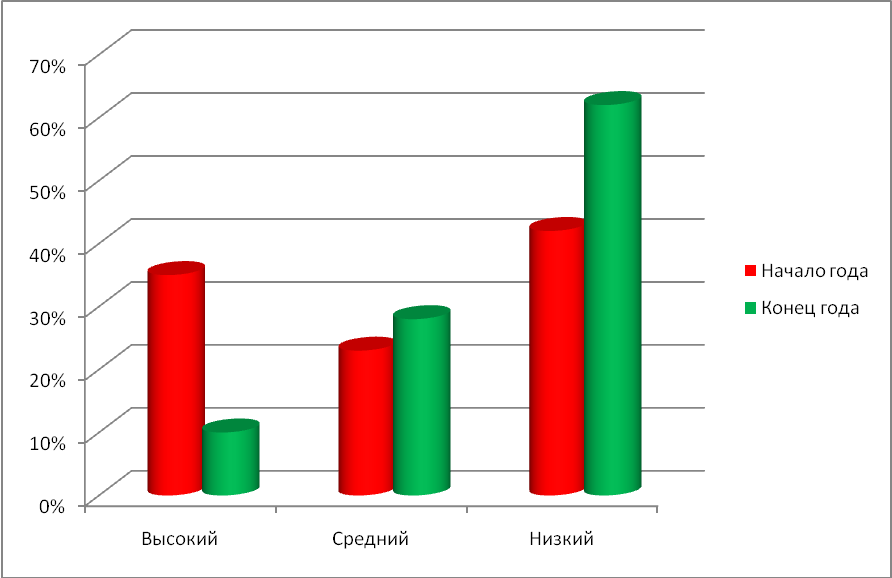 70%
60%
50%
40%
30%
20%
10%
0%
Высокий
Средний
Низкий
Начало года
Конец года